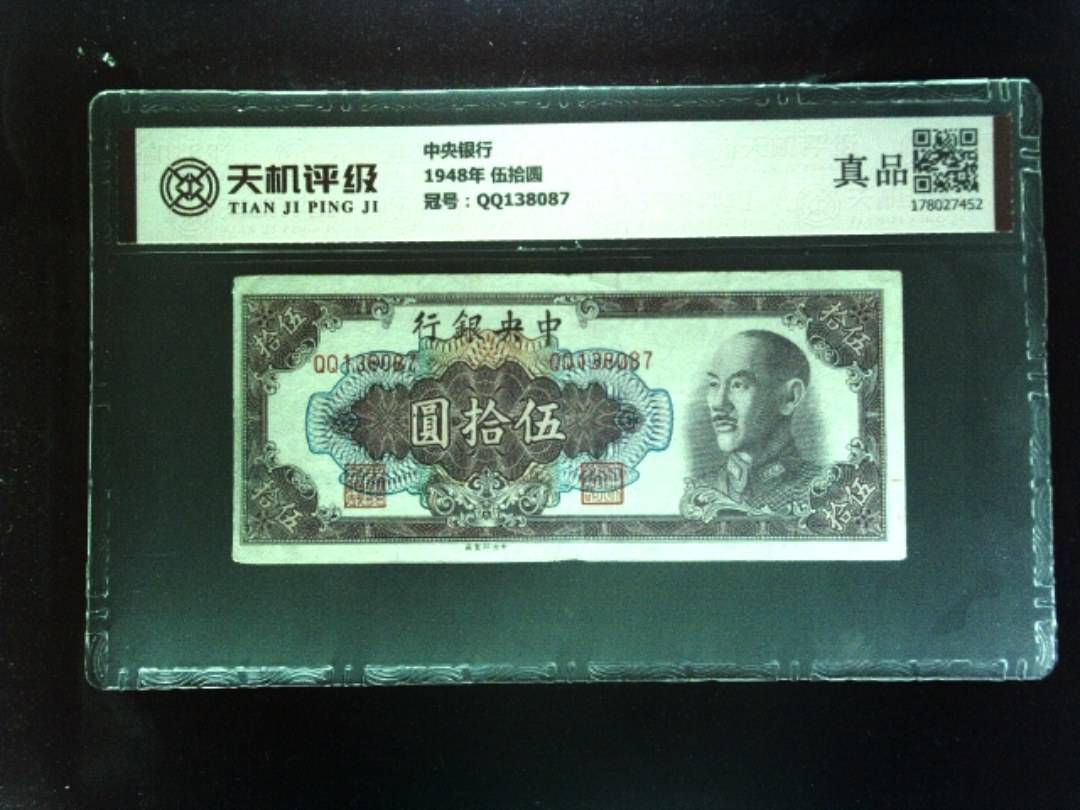 天机评级
TIAN JI PING JI
中央银行
1948年 伍拾圆
冠号：QQ138087
真品
178027452
行銀央中
QQ138087 QQ138087
圓拾伍
拾伍
拾伍
拾伍
拾伍